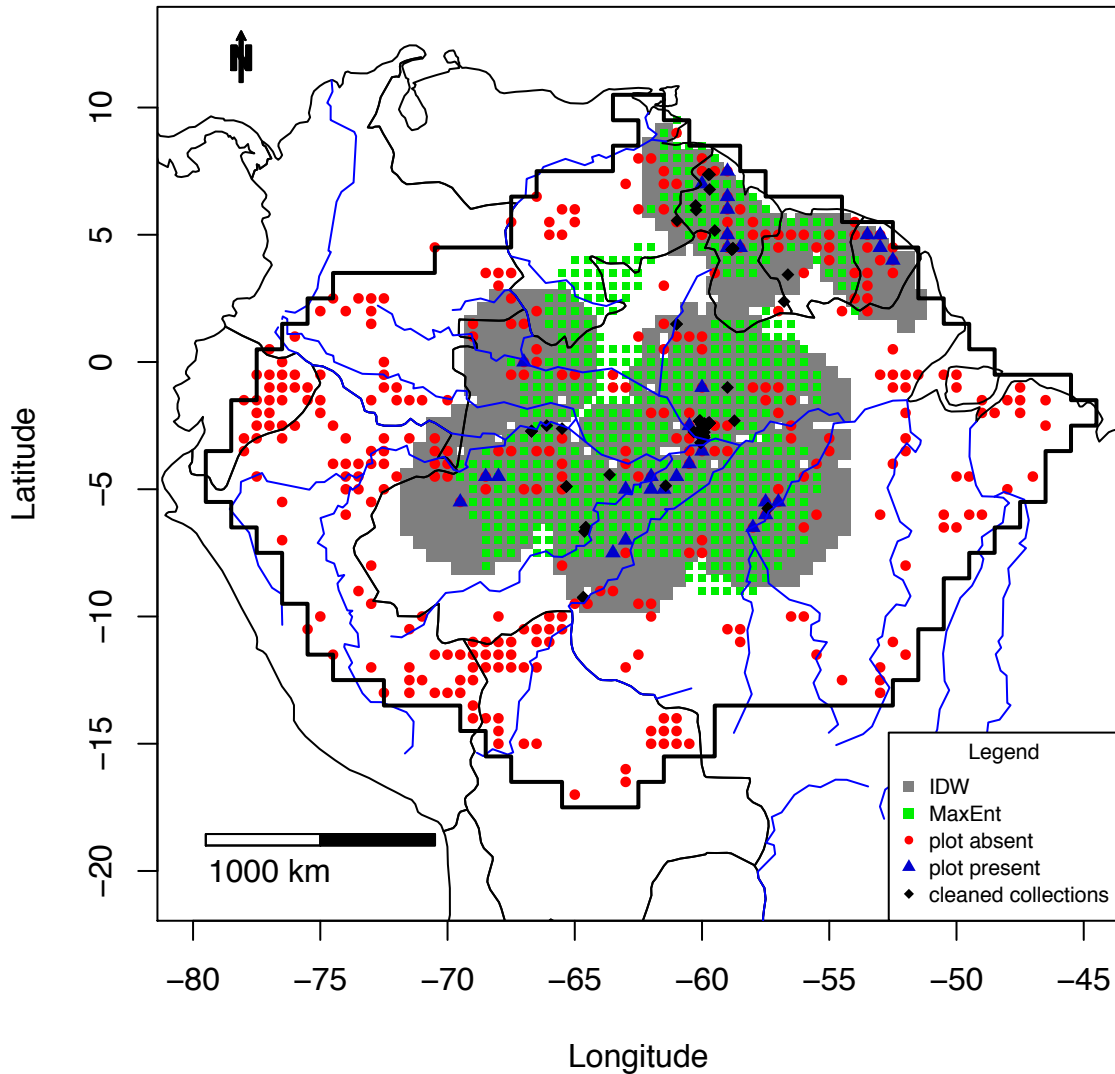 N
10
5
0
−5
−10
−15
−20
Latitude
1000 km
Legend
IDW
MaxEnt
plot absent
plot present
cleaned collections
−80
−75
−70
−65
−60
−55
−50
−45
Longitude